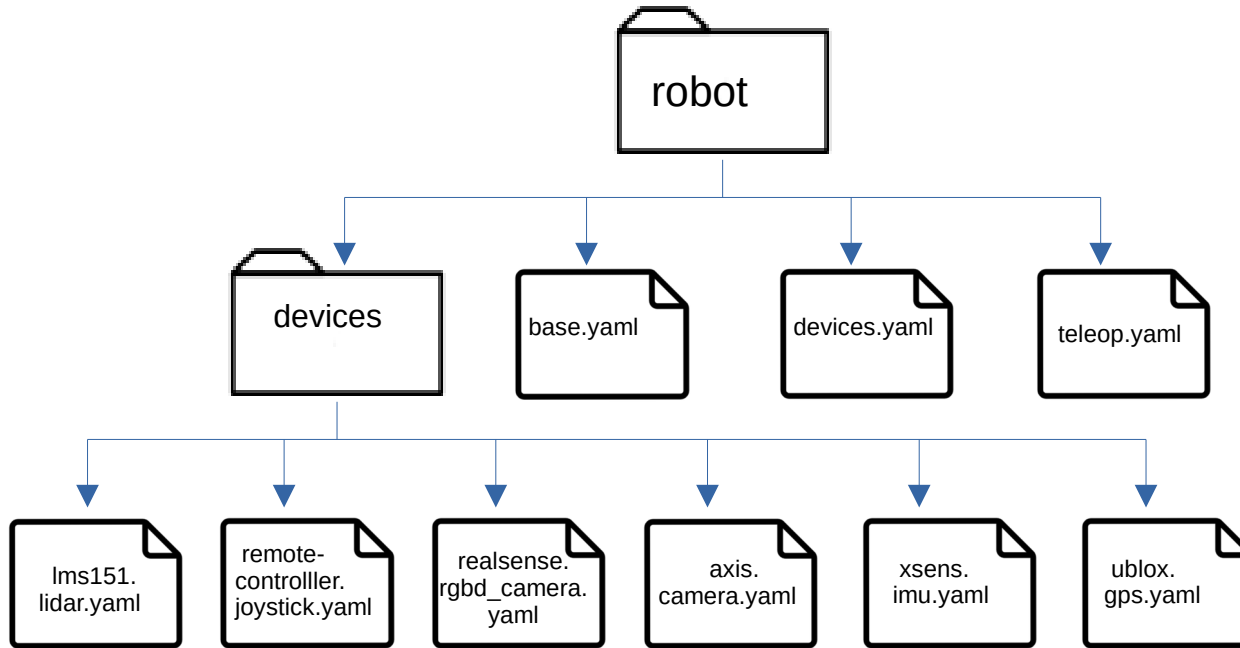 robot
devices
base.yaml
devices.yaml
teleop.yaml
lms151.
lidar.yaml
remote-
controlller.
joystick.yaml
realsense.
rgbd_camera.
yaml
axis.
camera.yaml
xsens.
imu.yaml
ublox.
gps.yaml